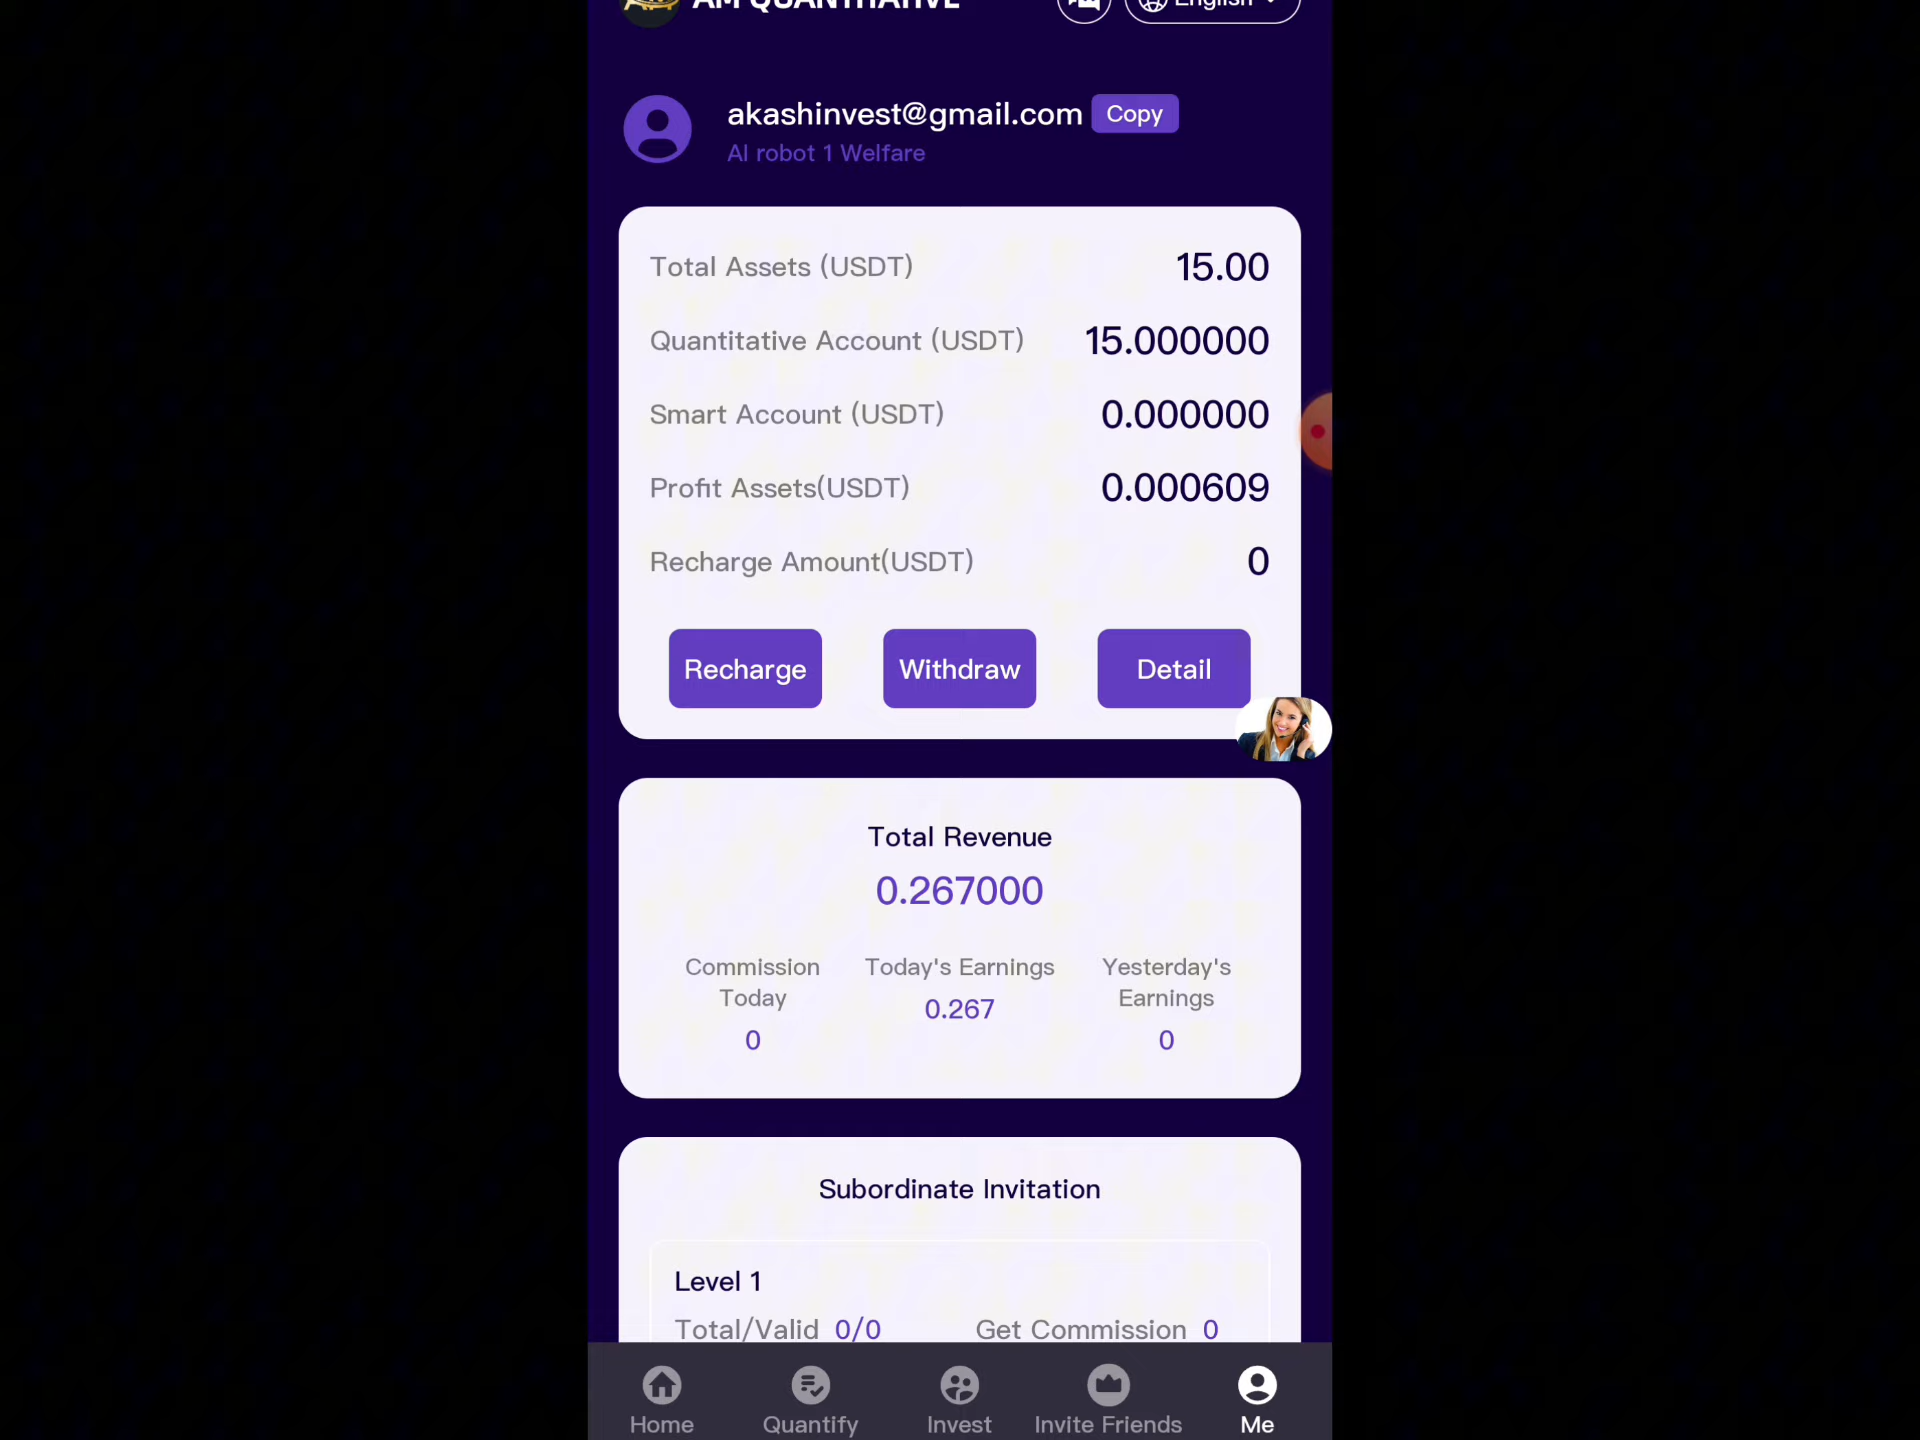 AM QUANTITATIVE
English
akashinvest@gmail.com Copy
AI robot 1 Welfare
Total Assets (USDT) 15.00
Quantitative Account (USDT) 15.000000
Smart Account (USDT) 0.000000
Profit Assets(USDT) 0.000609
Recharge Amount(USDT) 0
Recharge Withdraw Detail
Total Revenue
0.267000
Commission Today
0
Today's Earnings
0.267
Yesterday's Earnings
0
Subordinate Invitation
Level 1
Total/Valid 0/0 Get Commission 0
Home Quantify Invest Invite Friends Me